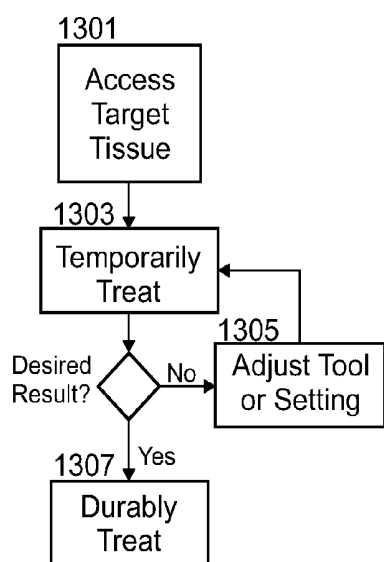 1301
Access
Target
Tissue
1303
Temporarily
Treat
Desired
Result?
No
1305
Adjust Tool
or Setting
Yes
1307
Durably
Treat